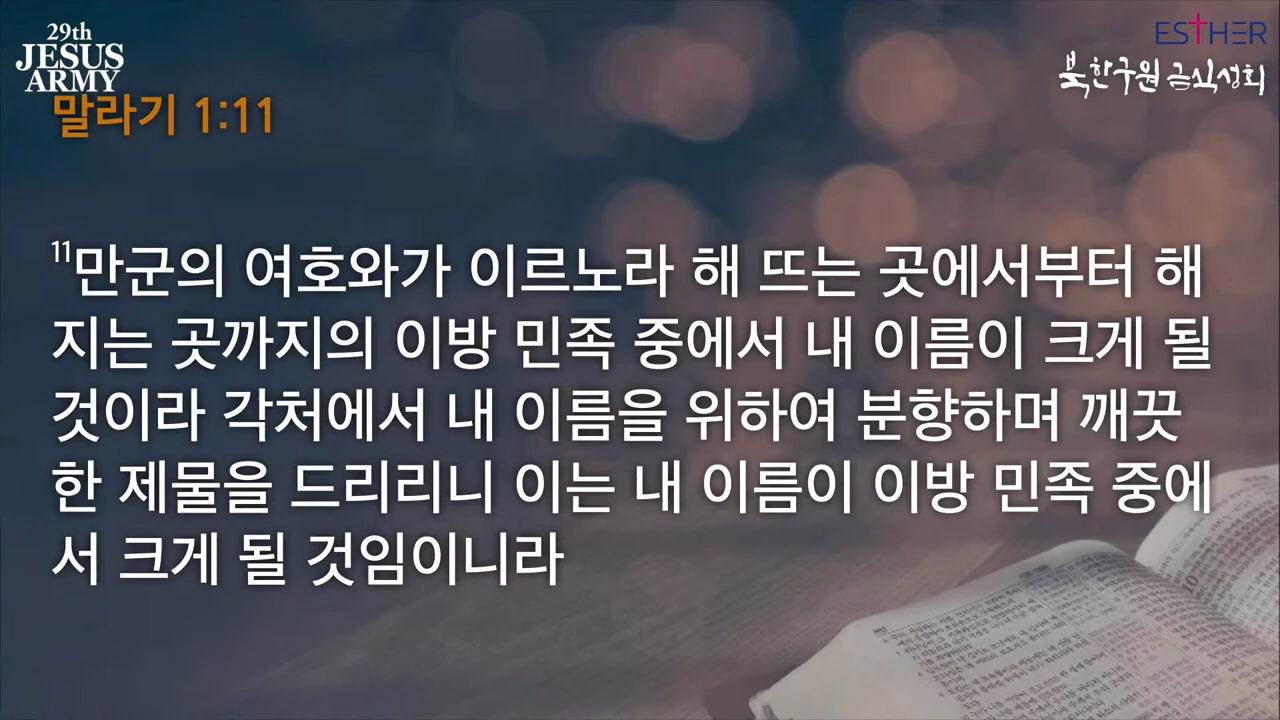 29th
JESUS
ARMY
ESTHER
북한구원 금식성회
말라기 1:11
11만군의 여호와가 이르노라 해 뜨는 곳에서부터 해
지는 곳까지의 이방 민족 중에서 내 이름이 크게 될
것이라 각처에서 내 이름을 위하여 분향하며 깨끗
한 제물을 드리리니 이는 내 이름이 이방 민족 중에
서 크게 될 것임이니라